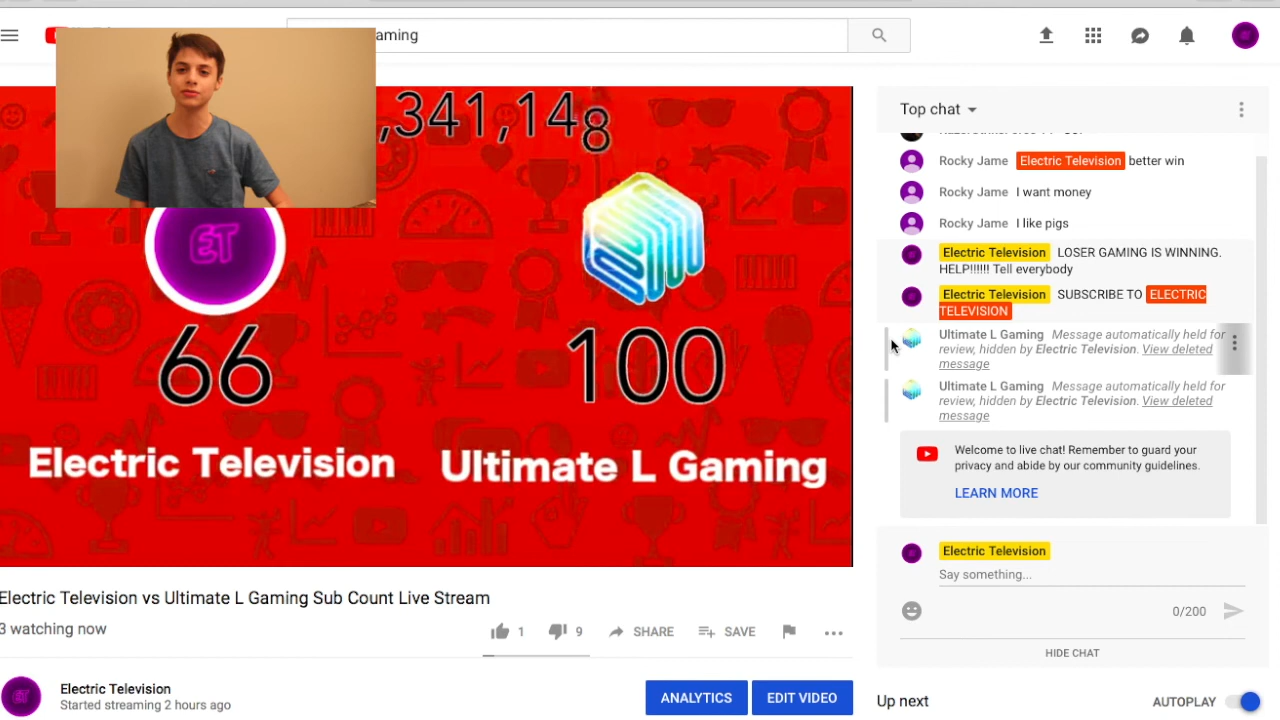 aming
,341,148
ET
66
100
Electric Television
Ultimate L Gaming
Electric Television vs Ultimate L Gaming Sub Count Live Stream
3 watching now
1
9
SHARE
SAVE
ET
Electric Television
Started streaming 2 hours ago
ANALYTICS
EDIT VIDEO
Top chat
Rocky Jame Electric Television better win
Rocky Jame I want money
Rocky Jame I like pigs
Electric Television LOSER GAMING IS WINNING.
HELP!!!!!! Tell everybody
Electric Television SUBSCRIBE TO ELECTRIC
TELEVISION
Ultimate L Gaming Message automatically held for
review, hidden by Electric Television. View deleted
message
Ultimate L Gaming Message automatically held for
review, hidden by Electric Television. View deleted
message
Welcome to live chat! Remember to guard your
privacy and abide by our community guidelines.
LEARN MORE
Electric Television
Say something...
0/200
HIDE CHAT
Up next
AUTOPLAY